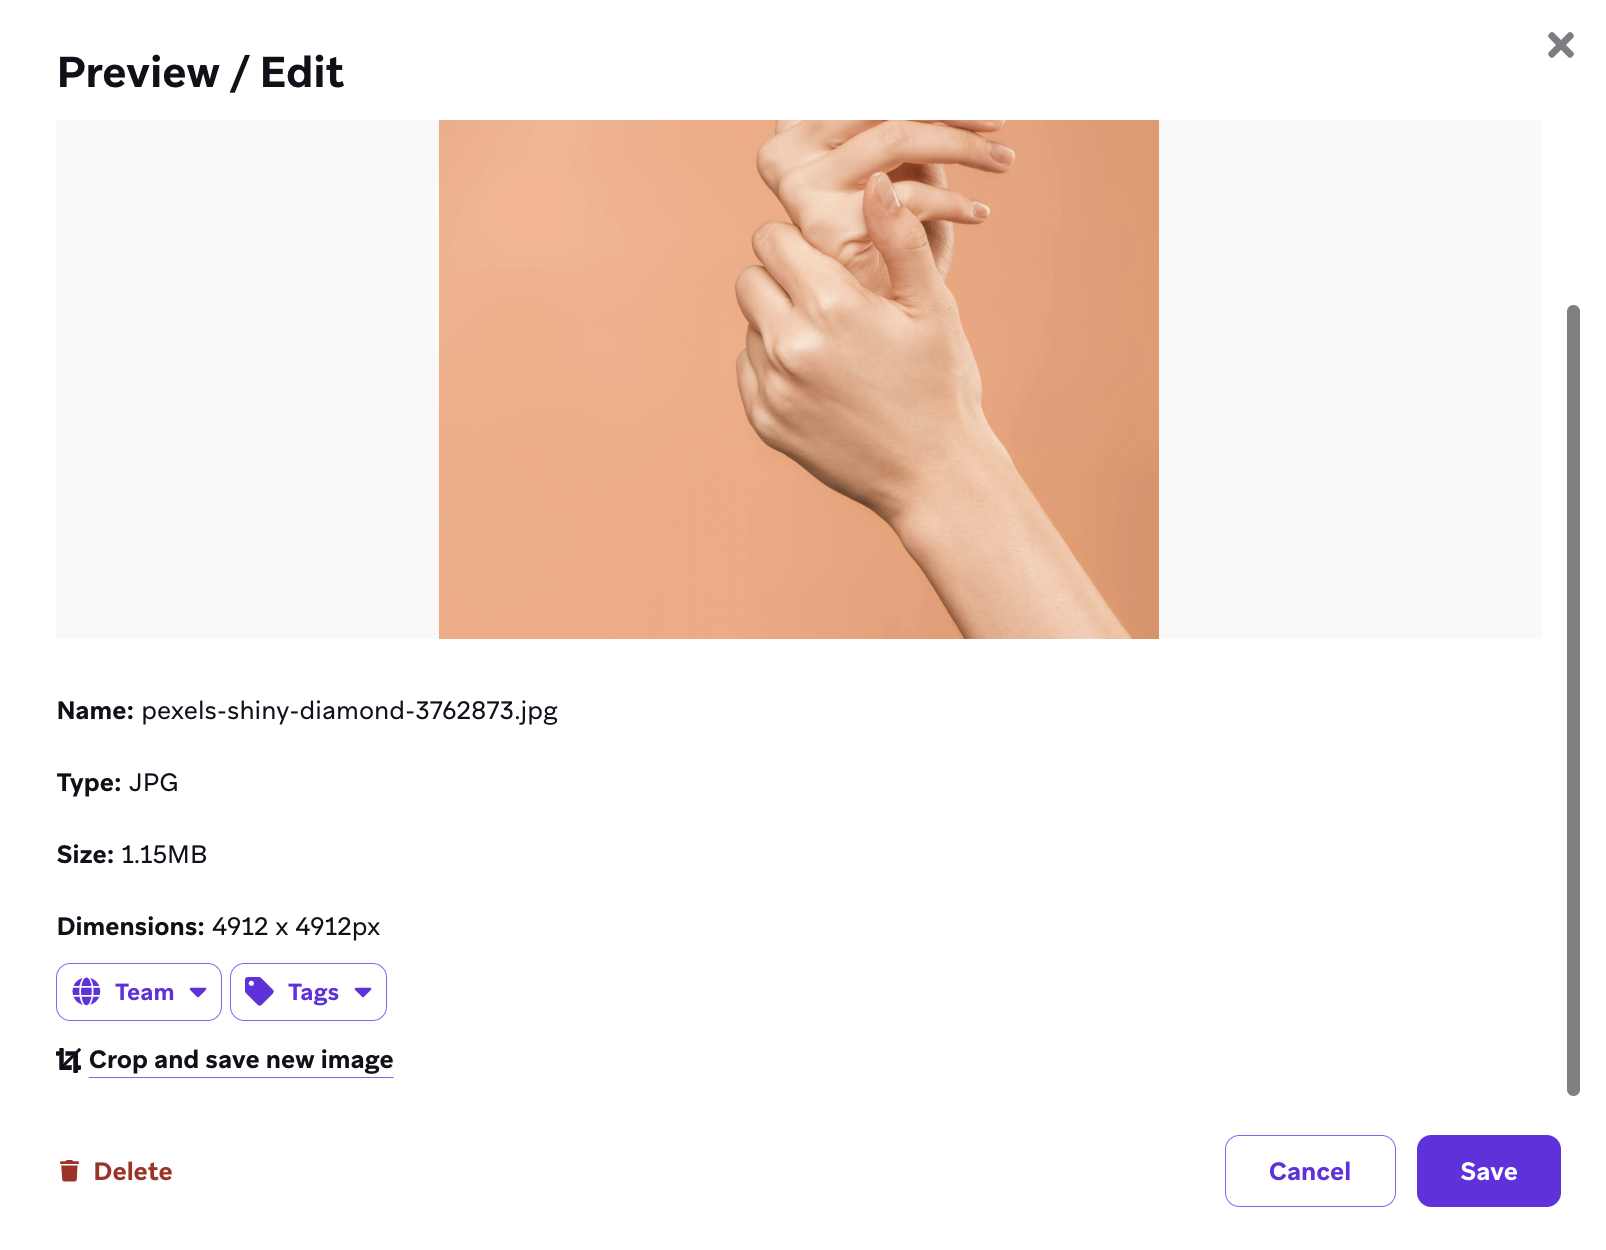 Preview / Edit
Name: pexels-shiny-diamond-3762873.jpg
Type: JPG
Size: 1.15MB
Dimensions: 4912 x 4912px
Team Tags
Crop and save new image
Delete Cancel Save